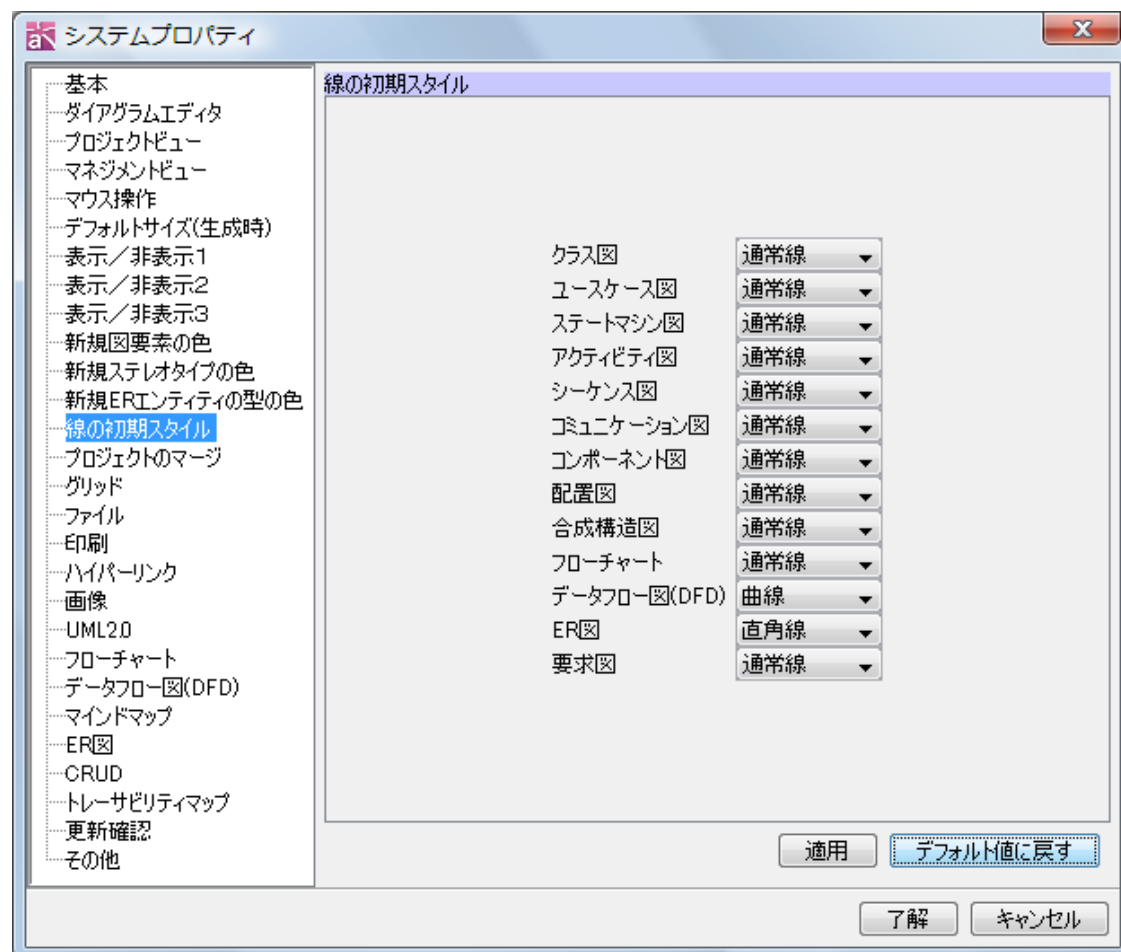 システムプロパティ
基本
ダイアグラムエディタ
プロジェクトビュー
マネジメントビュー
マウス操作
デフォルトサイズ(生成時)
表示／非表示1
表示／非表示2
表示／非表示3
新規図要素の色
新規ステレオタイプの色
新規ERエンティティの型の色
線の初期スタイル
プロジェクトのマージ
グリッド
ファイル
印刷
ハイパーリンク
画像
UML2.0
フローチャート
データフロー図(DFD)
マインドマップ
ER図
CRUD
トレーサビリティマップ
更新確認
その他
線の初期スタイル
クラス図 通常線
ユースケース図 通常線
ステートマシン図 通常線
アクティビティ図 通常線
シーケンス図 通常線
コミュニケーション図 通常線
コンポーネント図 通常線
配置図 通常線
合成構造図 通常線
フローチャート 通常線
データフロー図(DFD) 曲線
ER図 直角線
要求図 通常線
適用 デフォルト値に戻す
了解 キャンセル